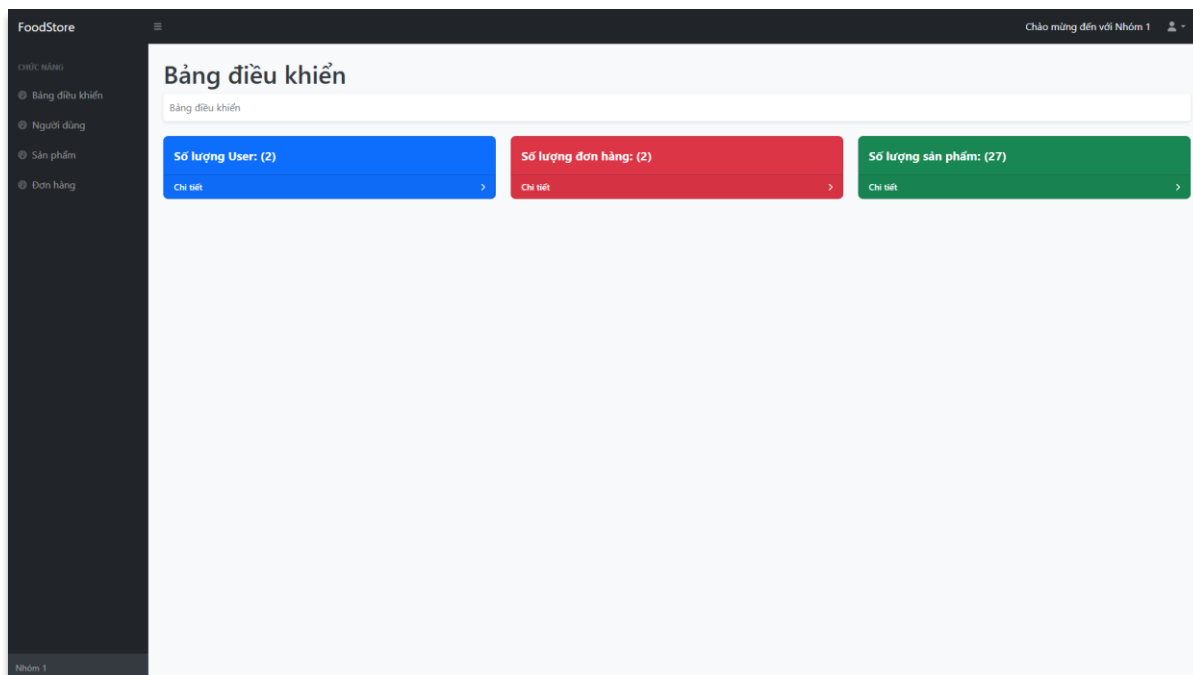 FoodStore
Chào mừng đến với Nhóm 1
CHỨC NĂNG
Bảng điều khiển
Người dùng
Sản phẩm
Đơn hàng
Bảng điều khiển
Bảng điều khiển
Số lượng User: (2)
Chi tiết
Số lượng đơn hàng: (2)
Chi tiết
Số lượng sản phẩm: (27)
Chi tiết
Nhóm 1